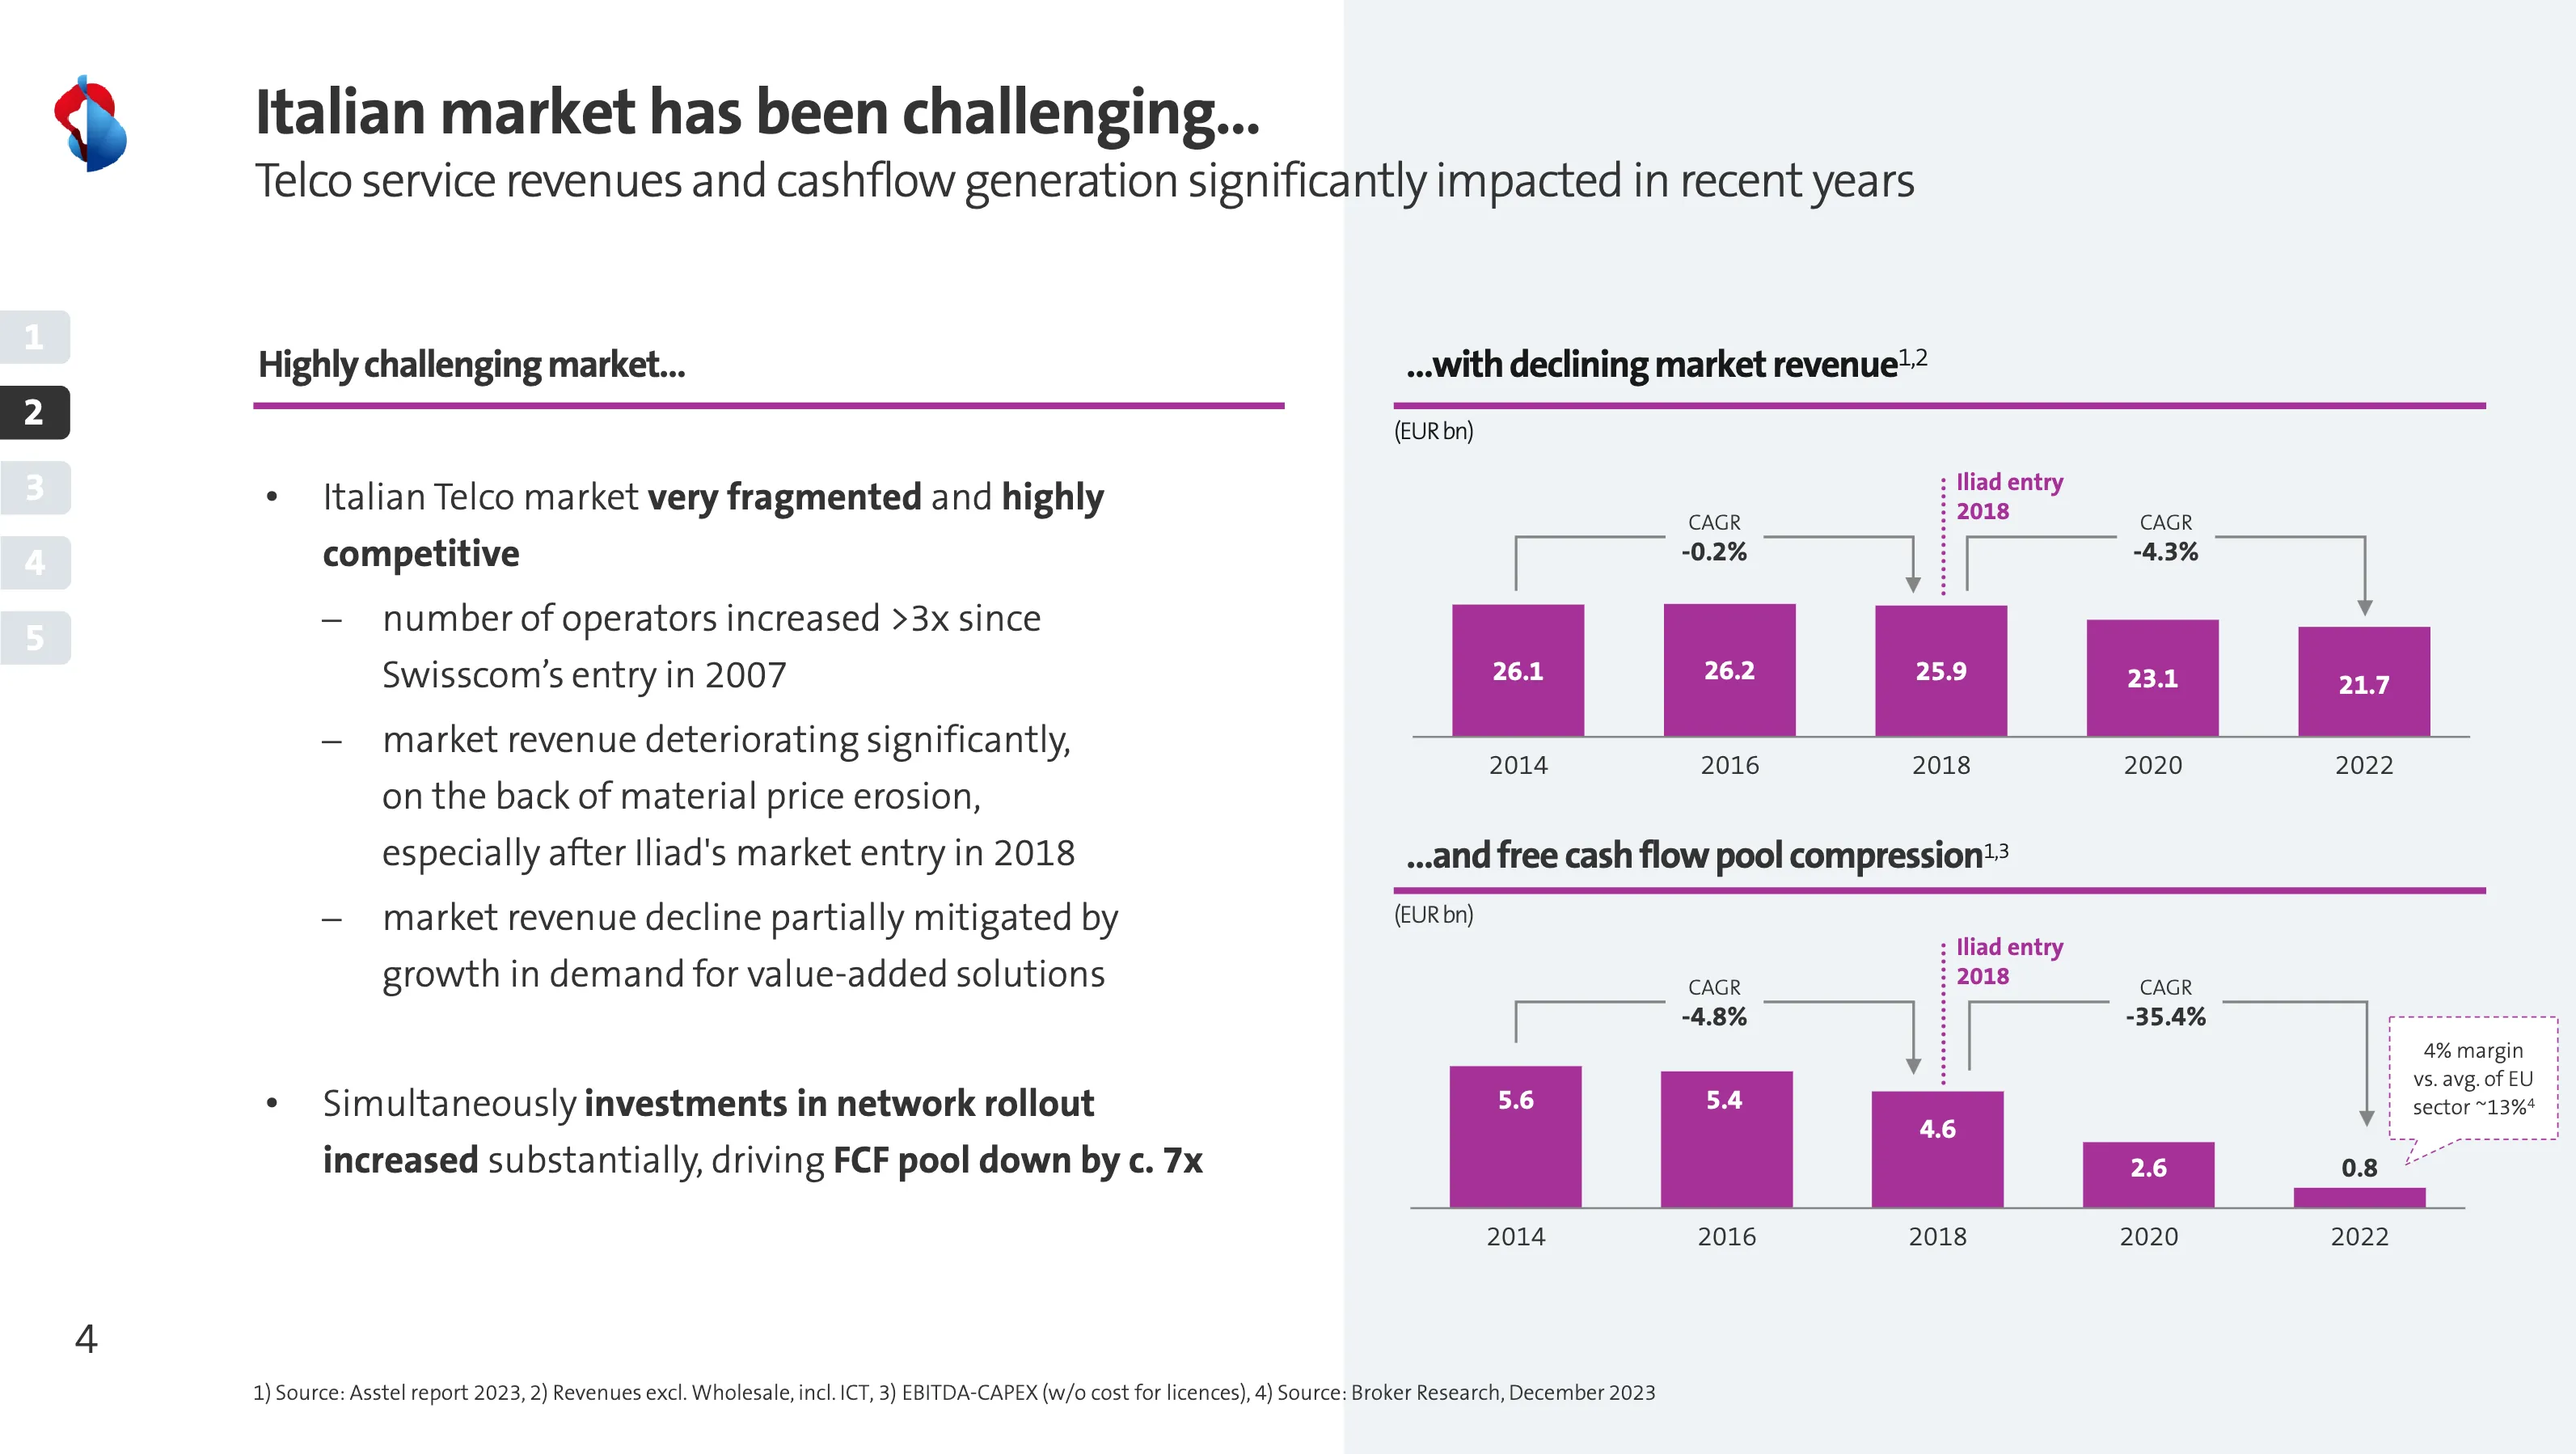 Italian market has been challenging...
Telco service revenues and cashflow generation significantly impacted in recent years
1
2
3
4
5
Highly challenging market...
• Italian Telco market very fragmented and highly
competitive
– number of operators increased >3x since
Swisscom’s entry in 2007
– market revenue deteriorating significantly,
on the back of material price erosion,
especially after Iliad's market entry in 2018
– market revenue decline partially mitigated by
growth in demand for value-added solutions
• Simultaneously investments in network rollout
increased substantially, driving FCF pool down by c. 7x
...with declining market revenue1,2
(EUR bn)
Iliad entry
2018
CAGR
-0.2%
CAGR
-4.3%
26.1
26.2
25.9
23.1
21.7
2014
2016
2018
2020
2022
...and free cash flow pool compression1,3
(EUR bn)
Iliad entry
2018
CAGR
-4.8%
CAGR
-35.4%
4% margin
vs. avg. of EU
sector ~13%4
5.6
5.4
4.6
2.6
0.8
2014
2016
2018
2020
2022
4
1) Source: Asstel report 2023, 2) Revenues excl. Wholesale, incl. ICT, 3) EBITDA-CAPEX (w/o cost for licences), 4) Source: Broker Research, December 2023